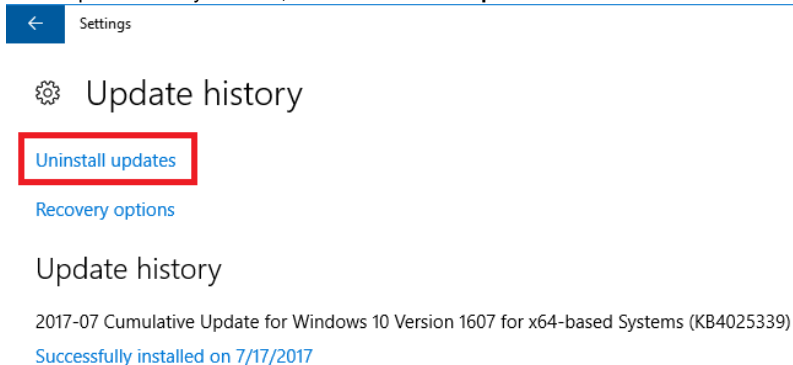 Settings
Update history
Uninstall updates
Recovery options
Update history
2017-07 Cumulative Update for Windows 10 Version 1607 for x64-based Systems (KB4025339)
Successfully installed on 7/17/2017